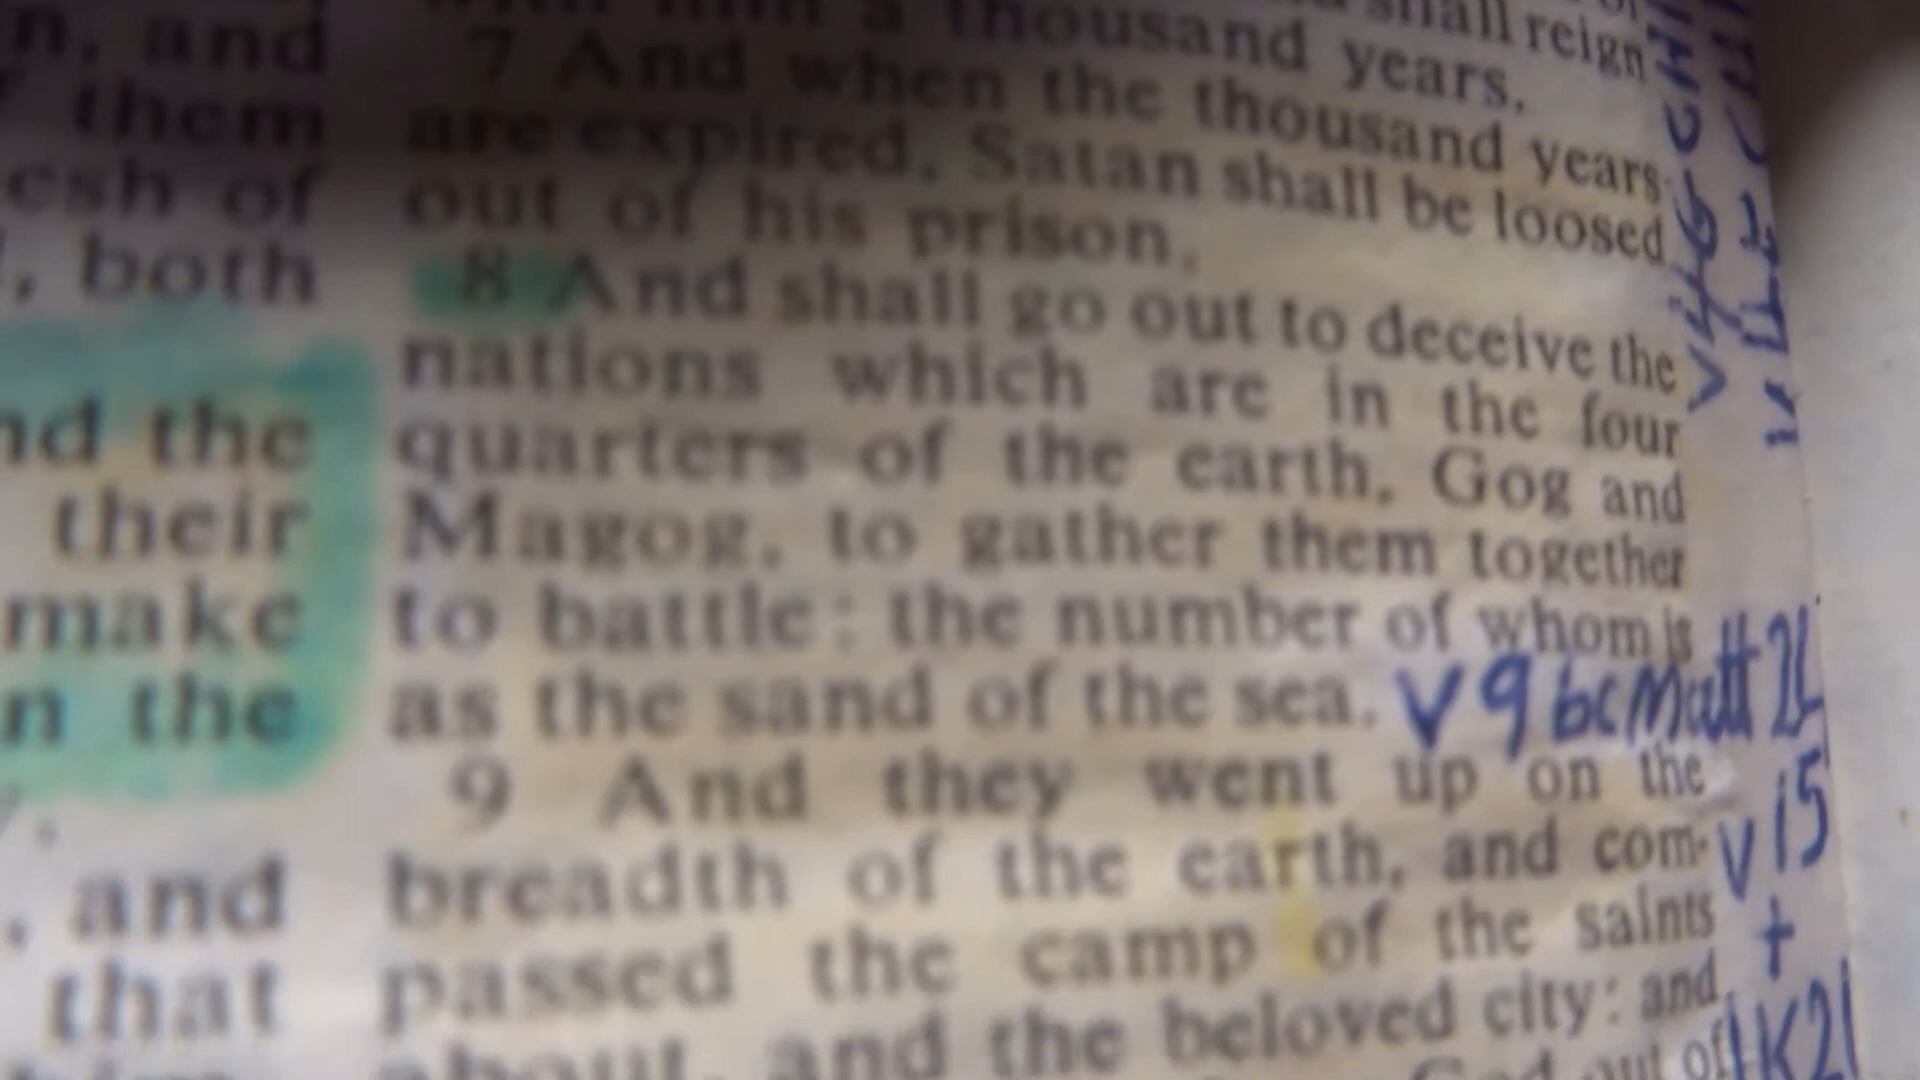 n, and
them
esh of
, both
nd the
their
make
n the
, and
that
with him a thousand years.
shall reign
7 And when the thousand years
are expired, Satan shall be loosed
out of his prison,
8 And shall go out to deceive the
nations which are in the four
quarters of the earth, Gog and
Magog, to gather them together
to battle: the number of whom is
as the sand of the sea.
9 And they went up on the
breadth of the earth, and com-
passed the camp of the saints
about, and the beloved city: and
God out of
v 9 bc Matt
v 15
+